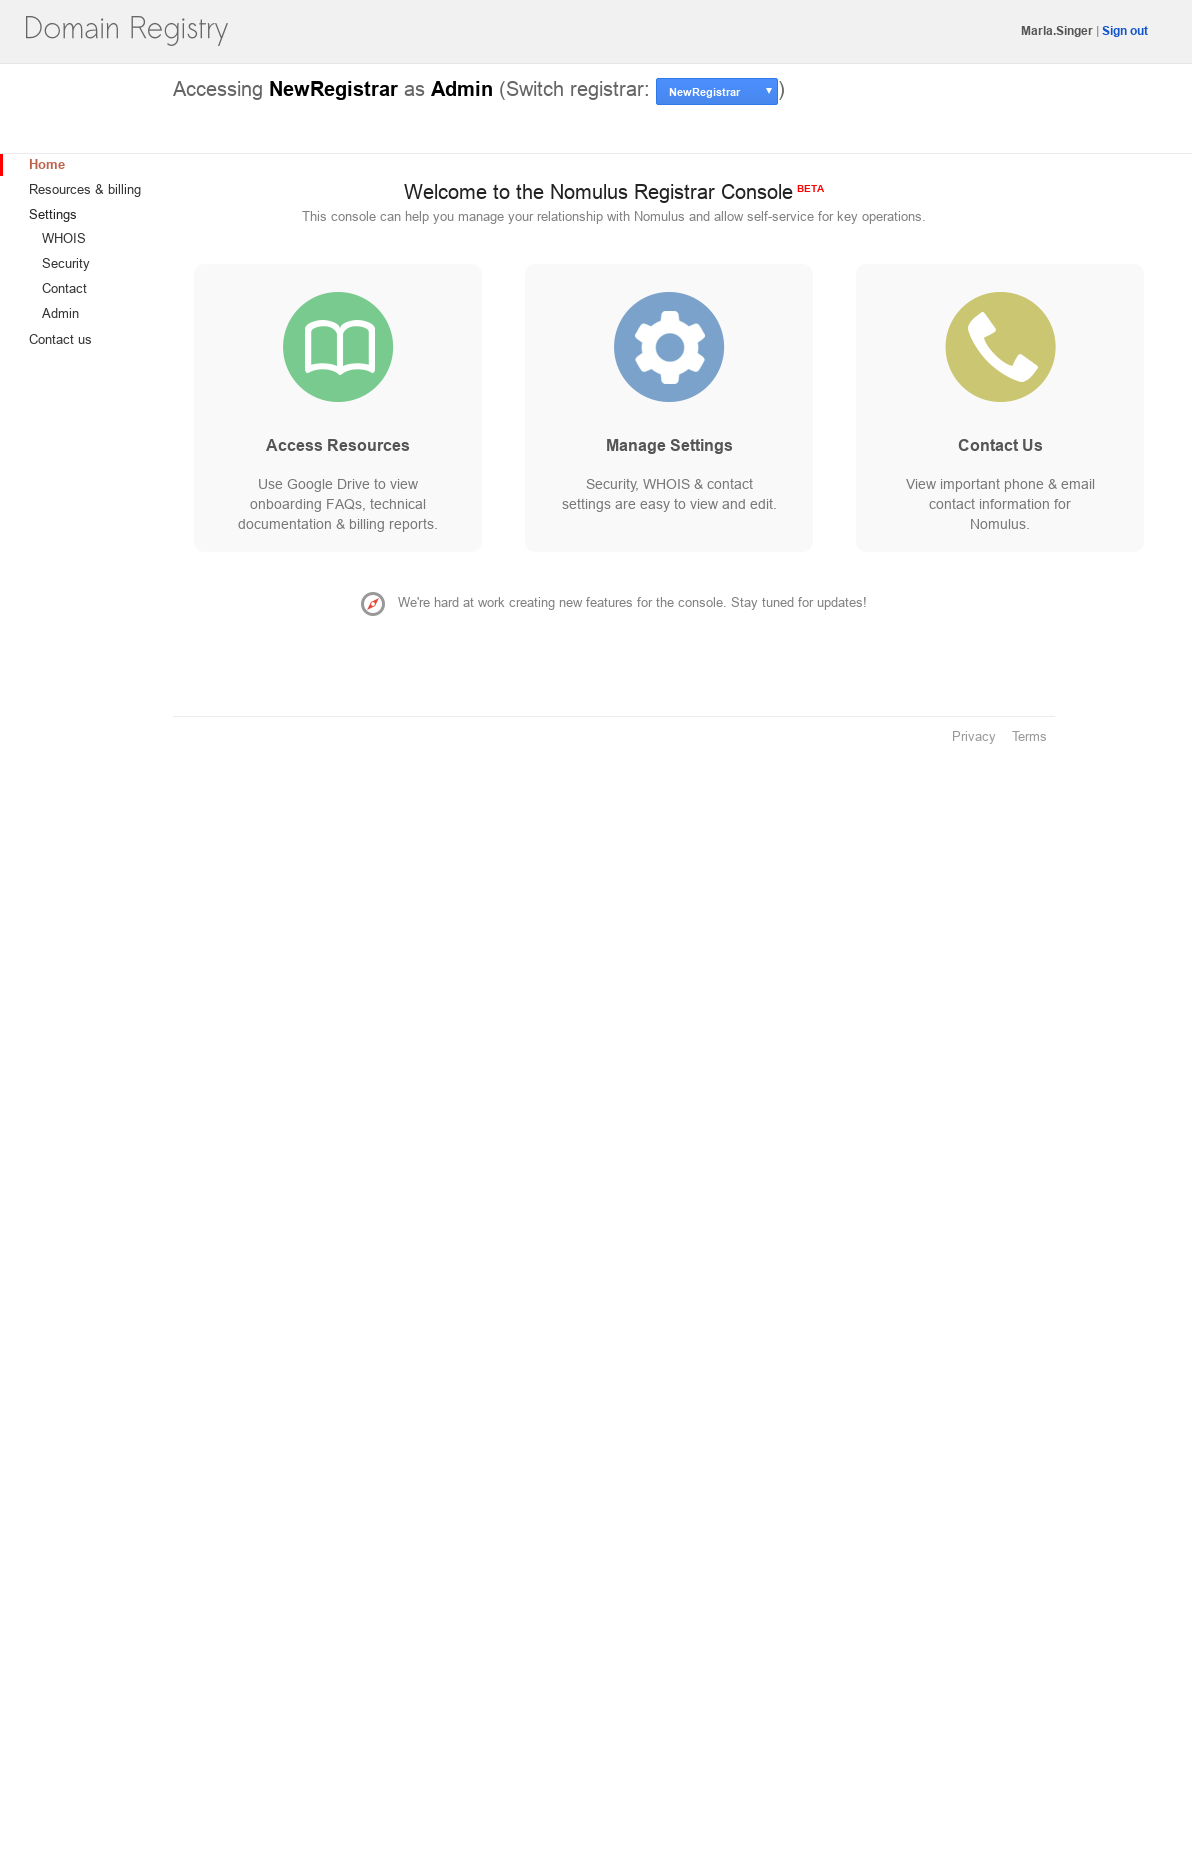 Domain Registry
Marla.Singer | Sign out
Accessing NewRegistrar as Admin (Switch registrar: NewRegistrar ▼)
Home
Resources & billing
Settings
WHOIS
Security
Contact
Admin
Contact us
Welcome to the Nomulus Registrar Console BETA
This console can help you manage your relationship with Nomulus and allow self-service for key operations.
Access Resources
Use Google Drive to view
onboarding FAQs, technical
documentation & billing reports.
Manage Settings
Security, WHOIS & contact
settings are easy to view and edit.
Contact Us
View important phone & email
contact information for
Nomulus.
We're hard at work creating new features for the console. Stay tuned for updates!
Privacy Terms